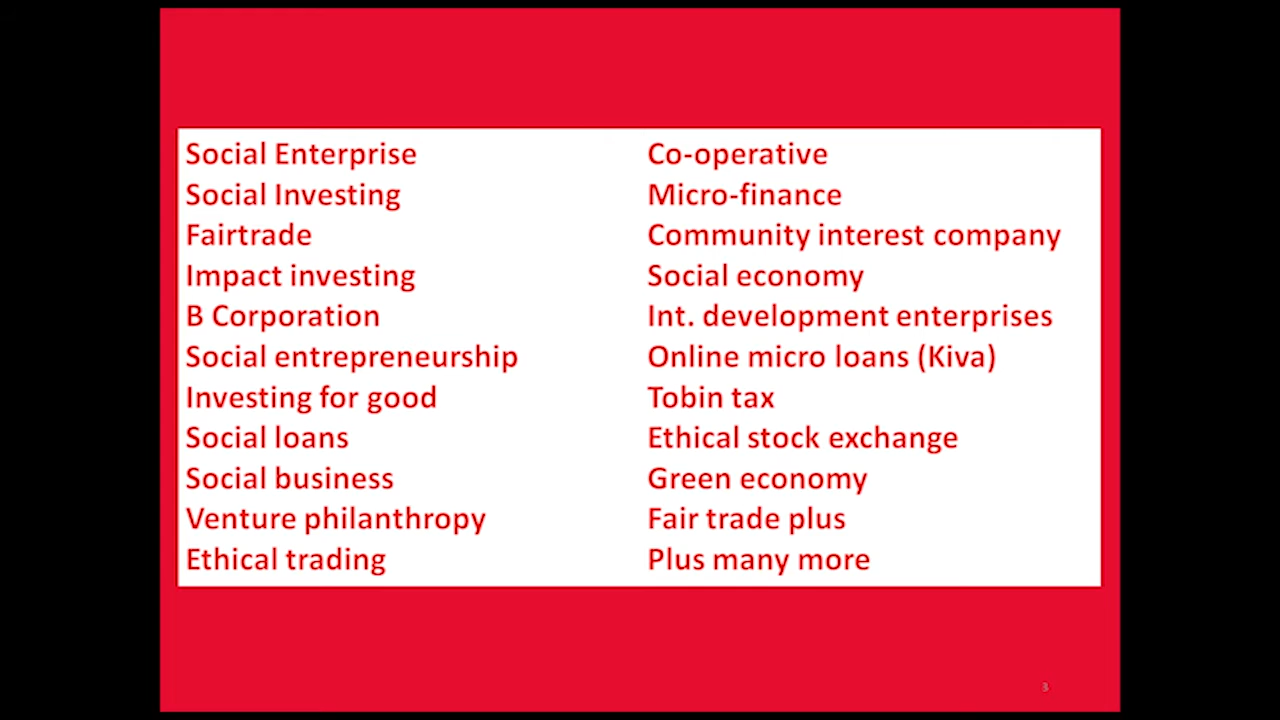 Social Enterprise
Social Investing
Fairtrade
Impact investing
B Corporation
Social entrepreneurship
Investing for good
Social loans
Social business
Venture philanthropy
Ethical trading
Co-operative
Micro-finance
Community interest company
Social economy
Int. development enterprises
Online micro loans (Kiva)
Tobin tax
Ethical stock exchange
Green economy
Fair trade plus
Plus many more
3